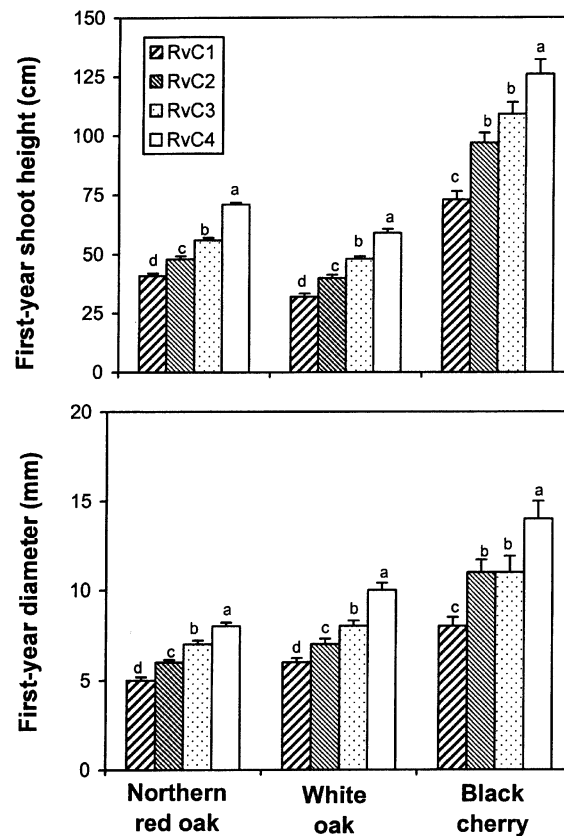 First-year shoot height (cm)
150
125
100
75
50
25
0
RvC1
RvC2
RvC3
RvC4
d
c
b
a
d
c
b
a
c
b
b
a
First-year diameter (mm)
20
15
10
5
0
d
c
b
a
d
c
b
a
c
b
b
a
Northern
red oak
White
oak
Black
cherry